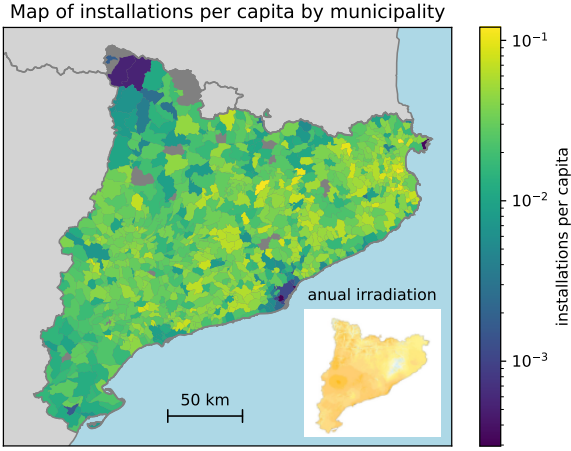 Map of installations per capita by municipality
10⁻¹
10⁻²
10⁻³
installations per capita
anual irradiation
50 km